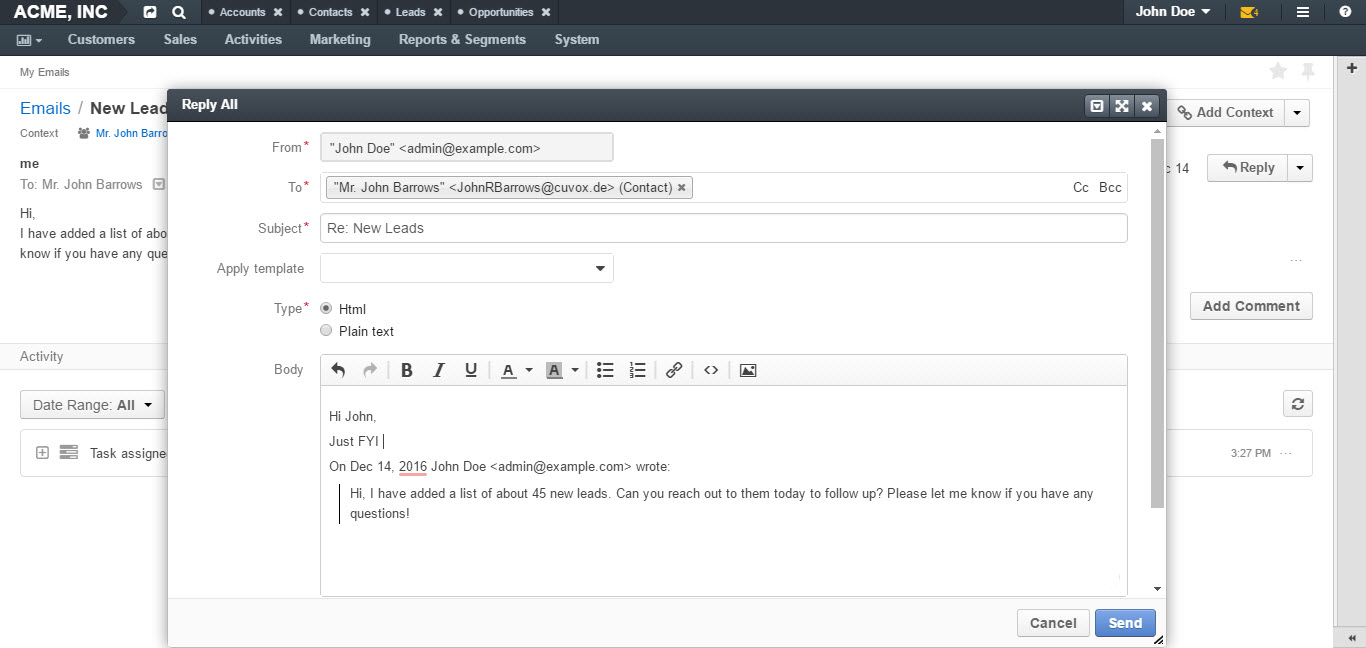 ACME, INC
Accounts
Contacts
Leads
Opportunities
John Doe
4
Customers
Sales
Activities
Marketing
Reports & Segments
System
My Emails
Emails / New Lead
Add Context
Context
Mr. John Barro
me
To: Mr. John Barrows
14
Reply
Hi,
I have added a list of abo
know if you have any que
...
Add Comment
Activity
Date Range: All
Task assigne
3:27 PM ...
Reply All
From*
"John Doe" <admin@example.com>
To*
"Mr. John Barrows" <JohnRBarrows@cuvox.de> (Contact)
Cc Bcc
Subject*
Re: New Leads
Apply template
Type*
Html
Plain text
Body
B I U A A
Hi John,
Just FYI
On Dec 14, 2016 John Doe <admin@example.com> wrote:
Hi, I have added a list of about 45 new leads. Can you reach out to them today to follow up? Please let me know if you have any
questions!
Cancel
Send